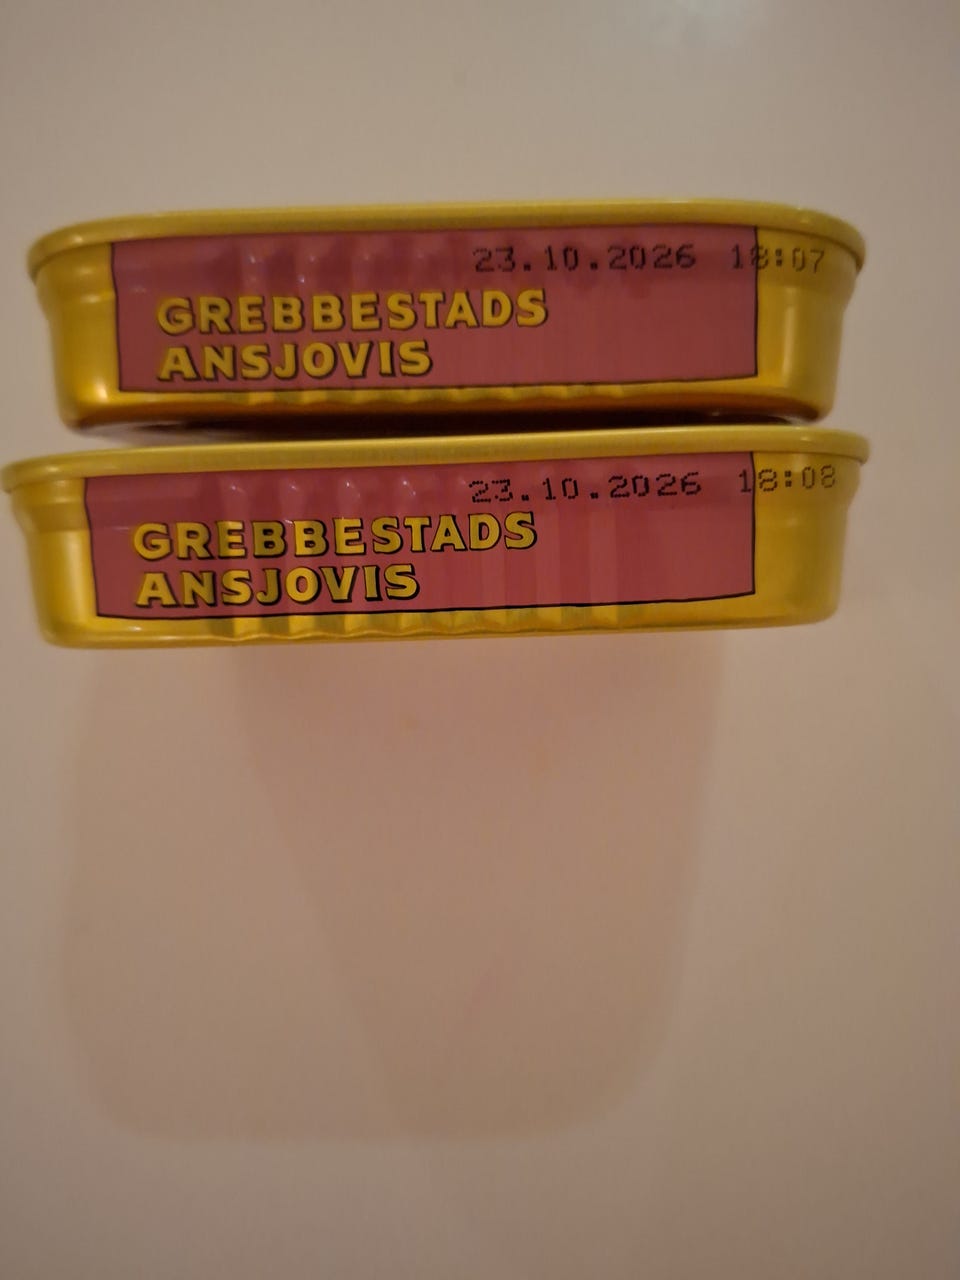 23.10.2026 18:07
GREBBESTADS
ANSJOVIS
23.10.2026 18:08
GREBBESTADS
ANSJOVIS